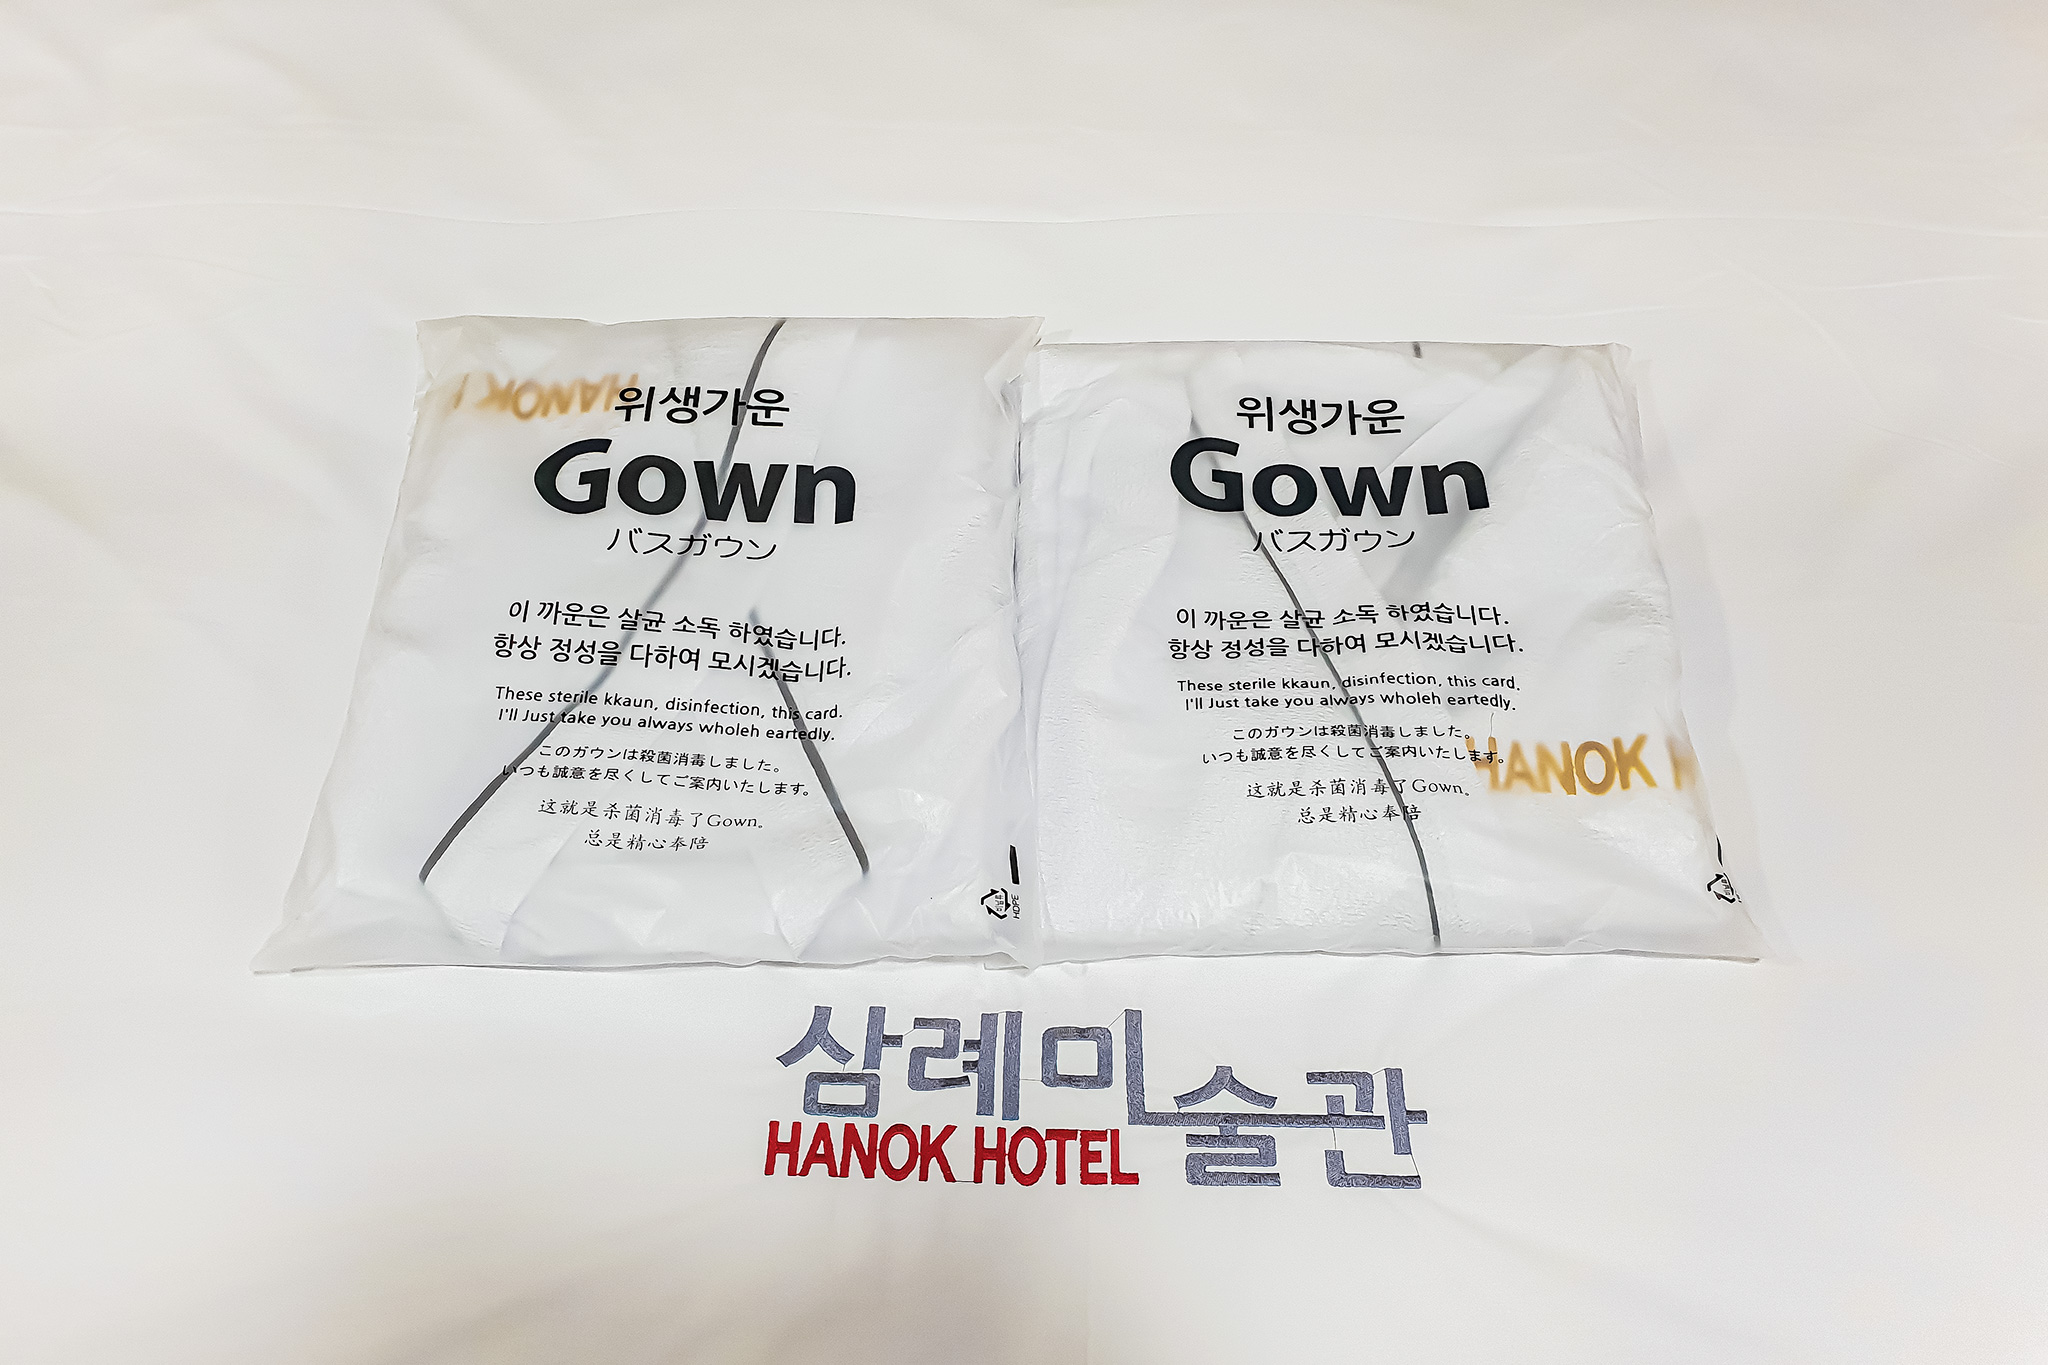 HANOK
위생가운
Gown
バスガウン
이 까운은 살균 소독 하였습니다.
항상 정성을 다하여 모시겠습니다.
These sterile kkaun, disinfection, this card.
I'll Just take you always wholeh eartedly.
このガウンは殺菌消毒しました。
いつも誠意を尽くしてご案内いたします。
这就是杀菌消毒了Gown。
总是精心奉陪
HDPE
위생가운
Gown
バスガウン
이 까운은 살균 소독 하였습니다.
항상 정성을 다하여 모시겠습니다.
These sterile kkaun, disinfection, this card.
I'll Just take you always wholeh eartedly.
このガウンは殺菌消毒しました。
いつも誠意を尽くしてご案内いたします。
HANOK H
这就是杀菌消毒了Gown。
总是精心奉陪
삼례미술관
HANOK HOTEL